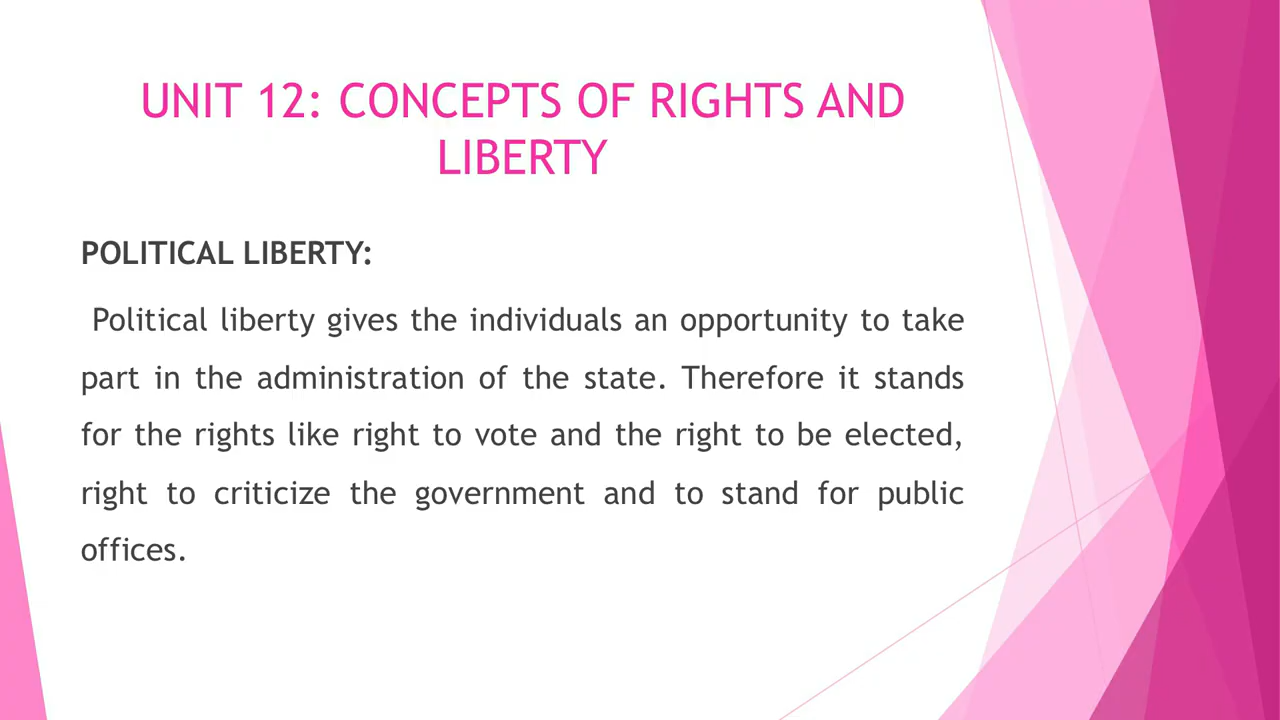 UNIT 12: CONCEPTS OF RIGHTS AND
LIBERTY
POLITICAL LIBERTY:
Political liberty gives the individuals an opportunity to take
part in the administration of the state. Therefore it stands
for the rights like right to vote and the right to be elected,
right to criticize the government and to stand for public
offices.